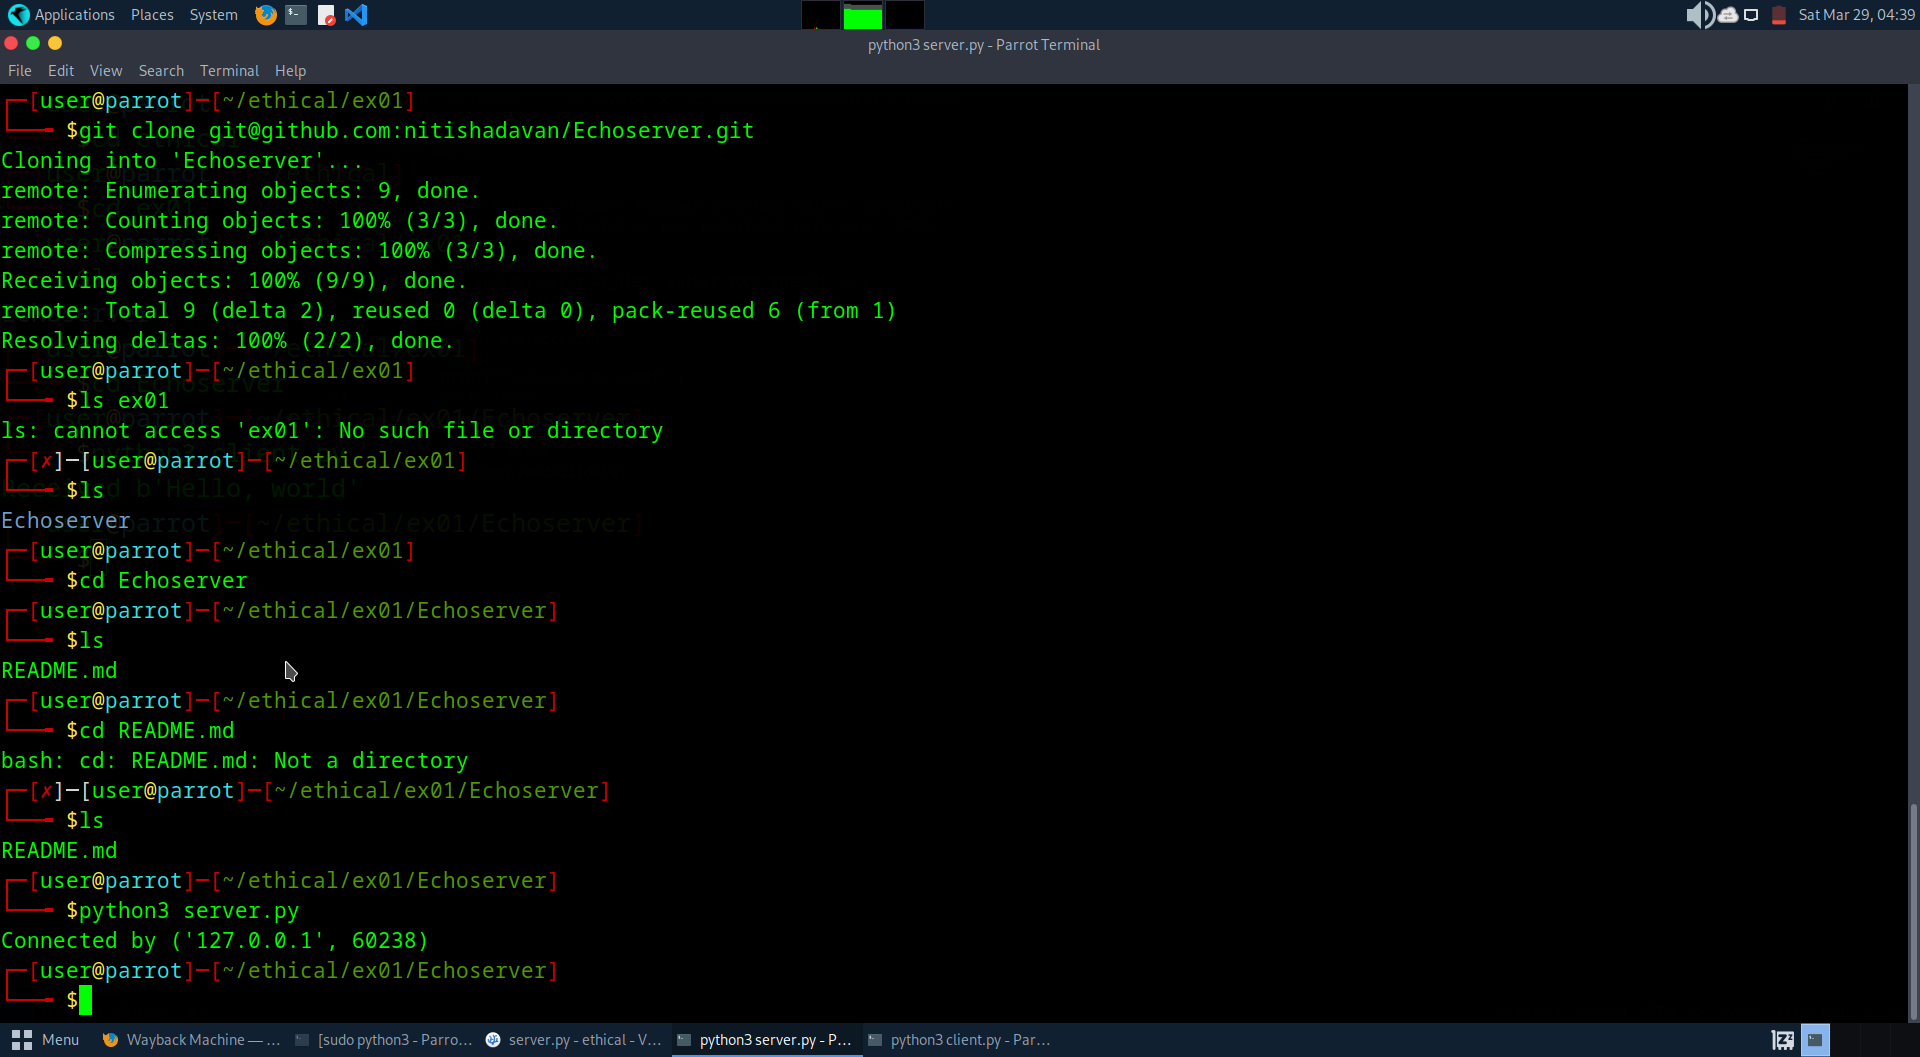 Applications Places System Sat Mar 29, 04:39
python3 server.py - Parrot Terminal
File Edit View Search Terminal Help
[user@parrot]─[~/ethical/ex01]
$git clone git@github.com:nitishadavan/Echoserver.git
Cloning into 'Echoserver'...
remote: Enumerating objects: 9, done.
remote: Counting objects: 100% (3/3), done.
remote: Compressing objects: 100% (3/3), done.
Receiving objects: 100% (9/9), done.
remote: Total 9 (delta 2), reused 0 (delta 0), pack-reused 6 (from 1)
Resolving deltas: 100% (2/2), done.
[user@parrot]─[~/ethical/ex01]
$ls ex01
ls: cannot access 'ex01': No such file or directory
[✗]─[user@parrot]─[~/ethical/ex01]
$ls
Echoserver
[user@parrot]─[~/ethical/ex01]
$cd Echoserver
[user@parrot]─[~/ethical/ex01/Echoserver]
$ls
README.md
[user@parrot]─[~/ethical/ex01/Echoserver]
$cd README.md
bash: cd: README.md: Not a directory
[✗]─[user@parrot]─[~/ethical/ex01/Echoserver]
$ls
README.md
[user@parrot]─[~/ethical/ex01/Echoserver]
$python3 server.py
Connected by ('127.0.0.1', 60238)
[user@parrot]─[~/ethical/ex01/Echoserver]
$
Menu Wayback Machine — ... [sudo python3 - Parro... server.py - ethical - V... python3 server.py - P... python3 client.py - Par...